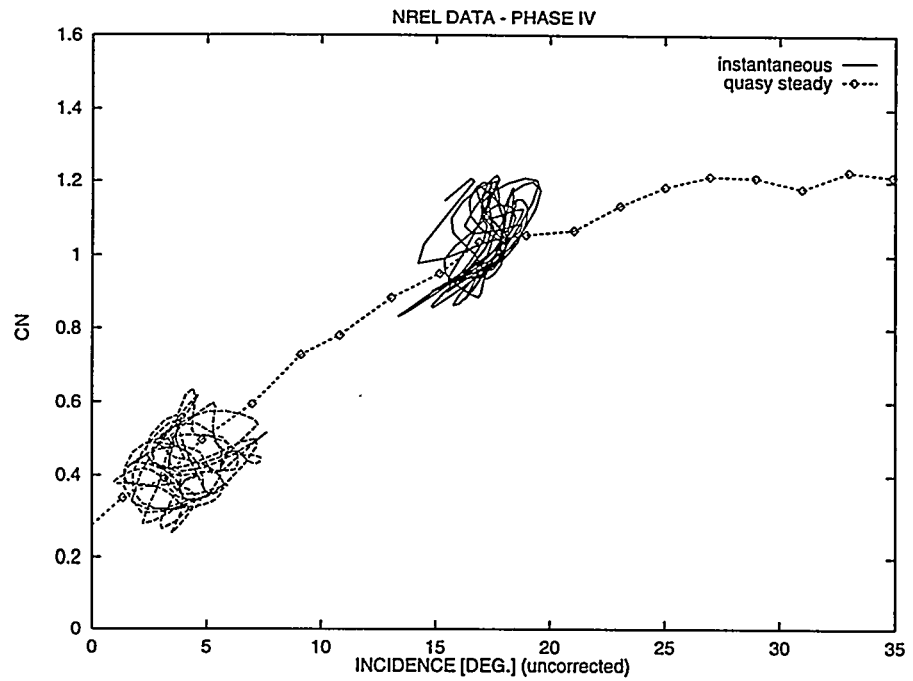 NREL DATA - PHASE IV
instantaneous
quasy steady
1.6
1.4
1.2
1
0.8
0.6
0.4
0.2
0
CN
0 5 10 15 20 25 30 35
INCIDENCE [DEG.] (uncorrected)